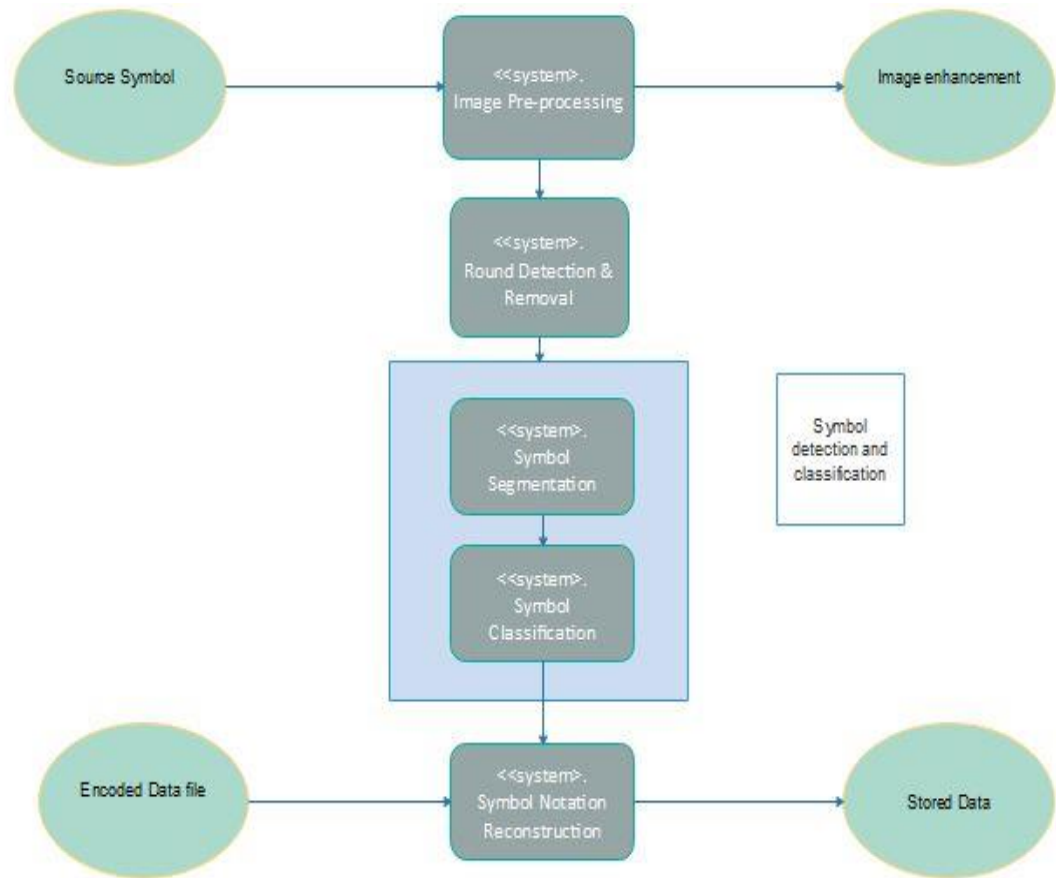 Source Symbol
<<system>.
Image Pre-processing
Image enhancement
<<system>.
Round Detection &
Removal
<<system>.
Symbol
Segmentation
Symbol
detection and
classification
<<system>.
Symbol
Classification
Encoded Data file
<<system>.
Symbol Notation
Reconstruction
Stored Data